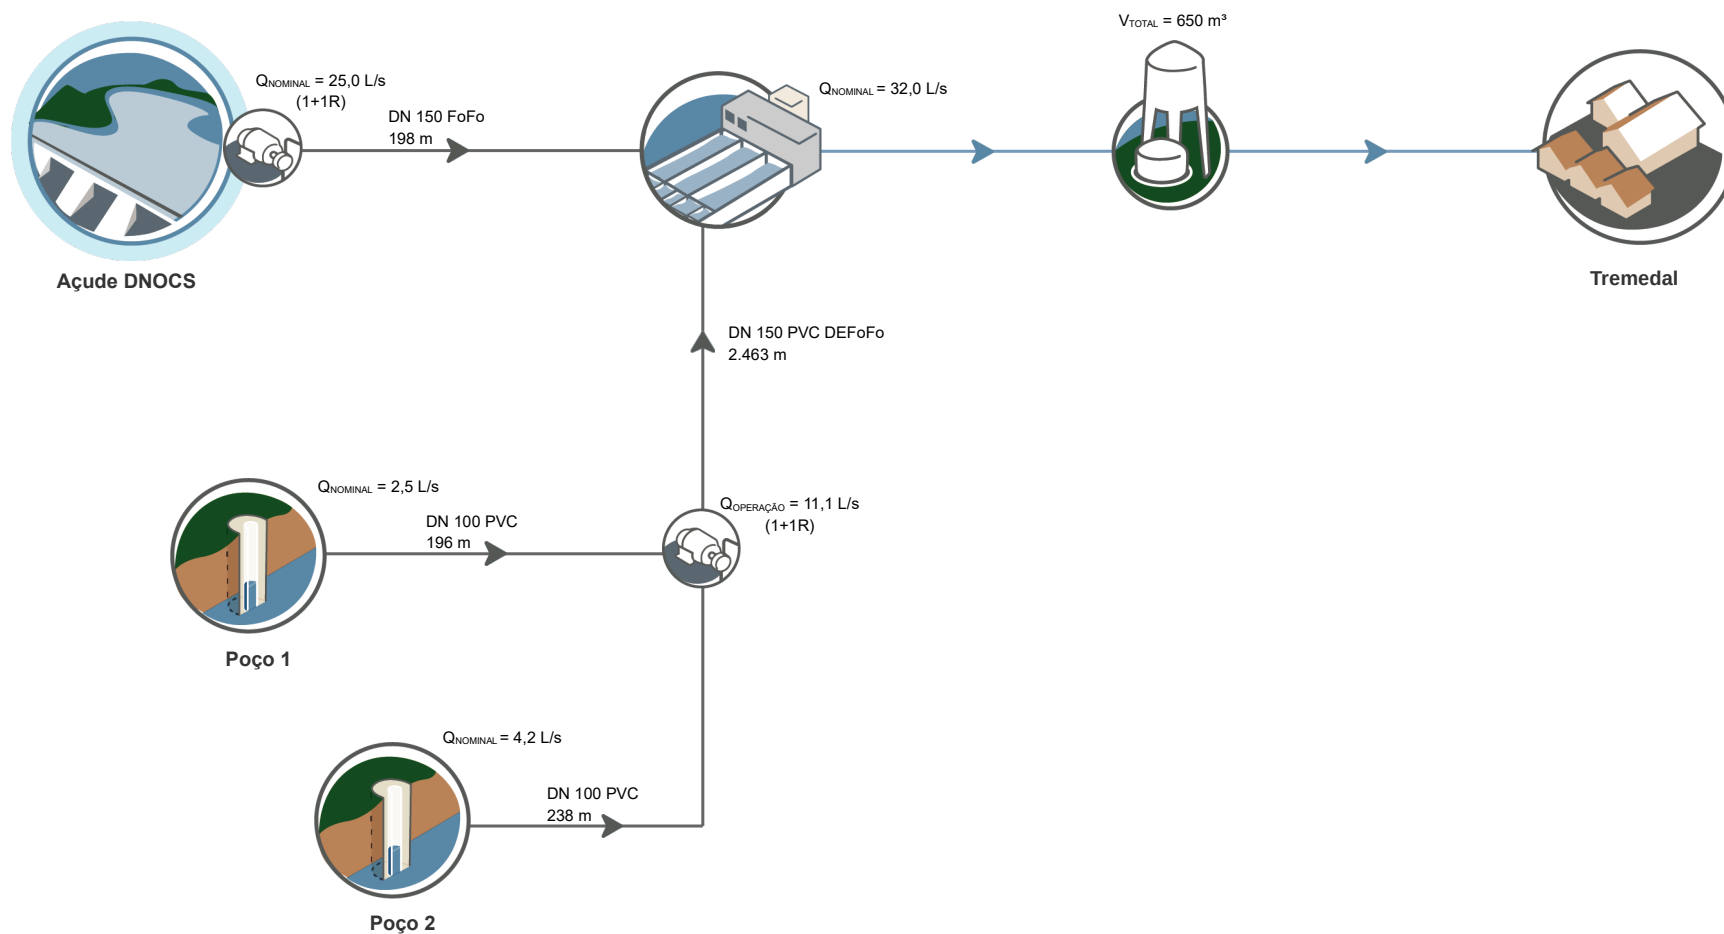 VTOTAL = 650 m³
QNOMINAL = 25,0 L/s
(1+1R)
DN 150 FoFo
198 m
QNOMINAL = 32,0 L/s
Açude DNOCS
Tremedal
DN 150 PVC DEFoFo
2.463 m
QNOMINAL = 2,5 L/s
DN 100 PVC
196 m
QOPERAÇÃO = 11,1 L/s
(1+1R)
Poço 1
QNOMINAL = 4,2 L/s
DN 100 PVC
238 m
Poço 2